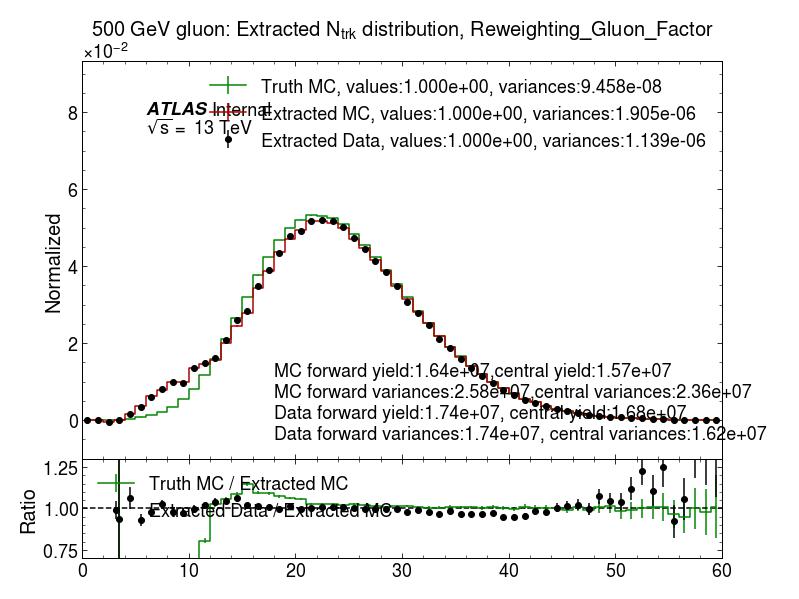 500 GeV gluon: Extracted Ntrk distribution, Reweighting_Gluon_Factor
×10−2
Truth MC, values:1.000e+00, variances:9.458e-08
ATLAS Internal
Extracted MC, values:1.000e+00, variances:1.905e-06
√s = 13 TeV
Extracted Data, values:1.000e+00, variances:1.139e-06
8
6
4
2
0
Normalized
MC forward yield:1.64e+07,central yield:1.57e+07
MC forward variances:2.58e+07,central variances:2.36e+07
Data forward yield:1.74e+07, central yield:1.68e+07
Data forward variances:1.74e+07, central variances:1.62e+07
1.25
1.00
0.75
Ratio
Truth MC / Extracted MC
Extracted Data / Extracted MC
0 10 20 30 40 50 60